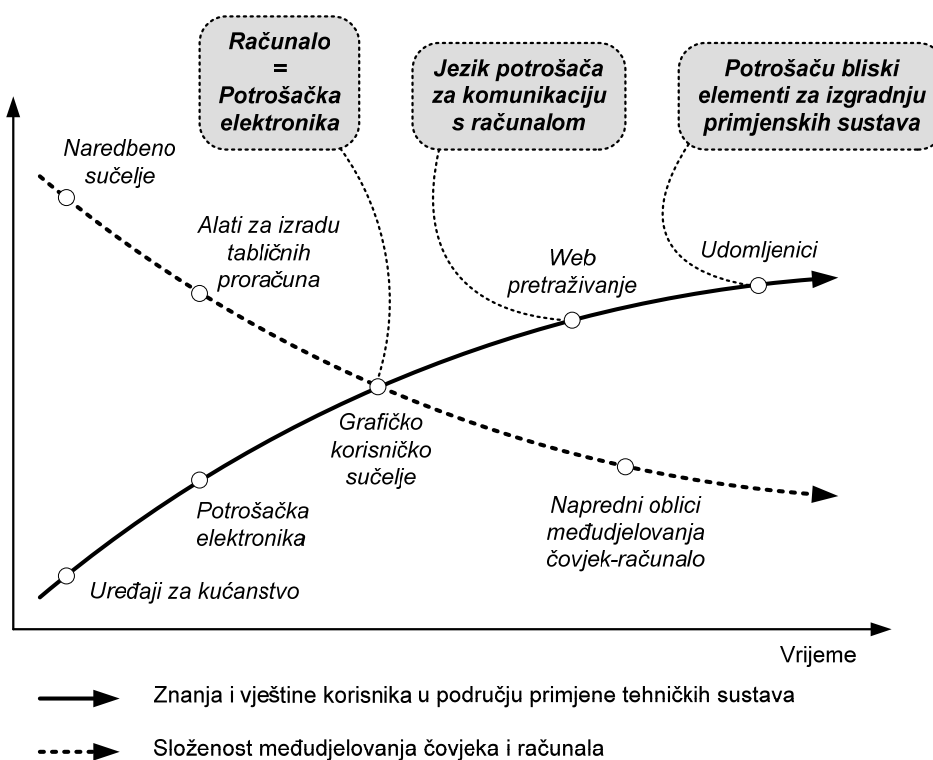 Računalo
=
Potrošačka
elektronika
Jezik potrošača
za komunikaciju
s računalom
Potrošaču bliski
elementi za izgradnju
primjenskih sustava
Naredbeno
sučelje
Alati za izradu
tabličnih
proračuna
Web
pretraživanje
Udomljenici
Grafičko
korisničko
sučelje
Potrošačka
elektronika
Napredni oblici
međudjelovanja
čovjek-računalo
Uređaji za kućanstvo
Vrijeme
Znanja i vještine korisnika u području primjene tehničkih sustava
Složenost međudjelovanja čovjeka i računala